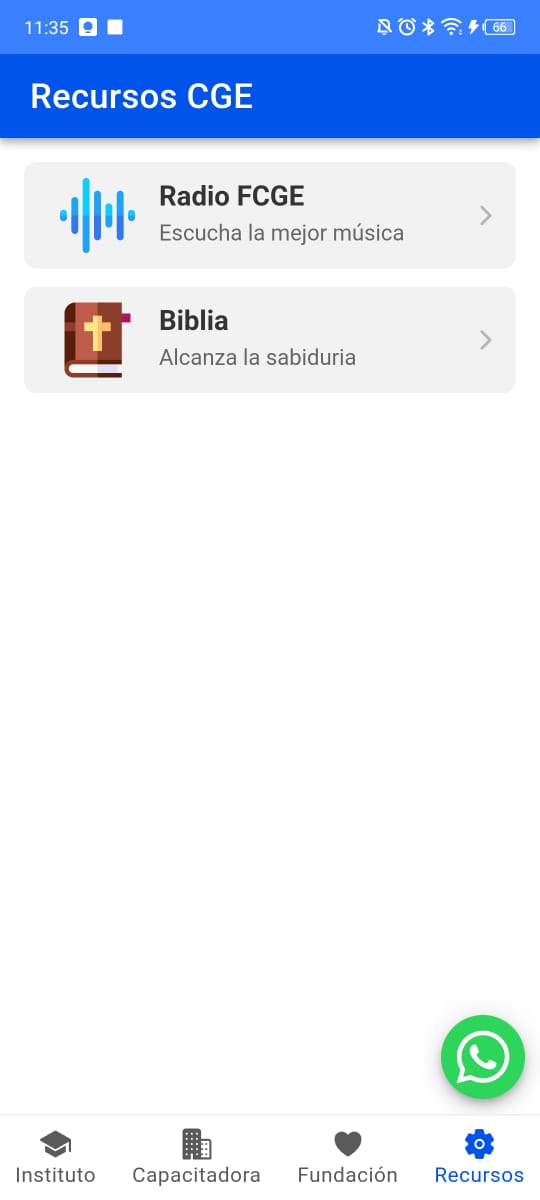 11:35
66
Recursos CGE
Radio FCGE
Escucha la mejor música
Biblia
Alcanza la sabiduria
Instituto
Capacitadora
Fundación
Recursos